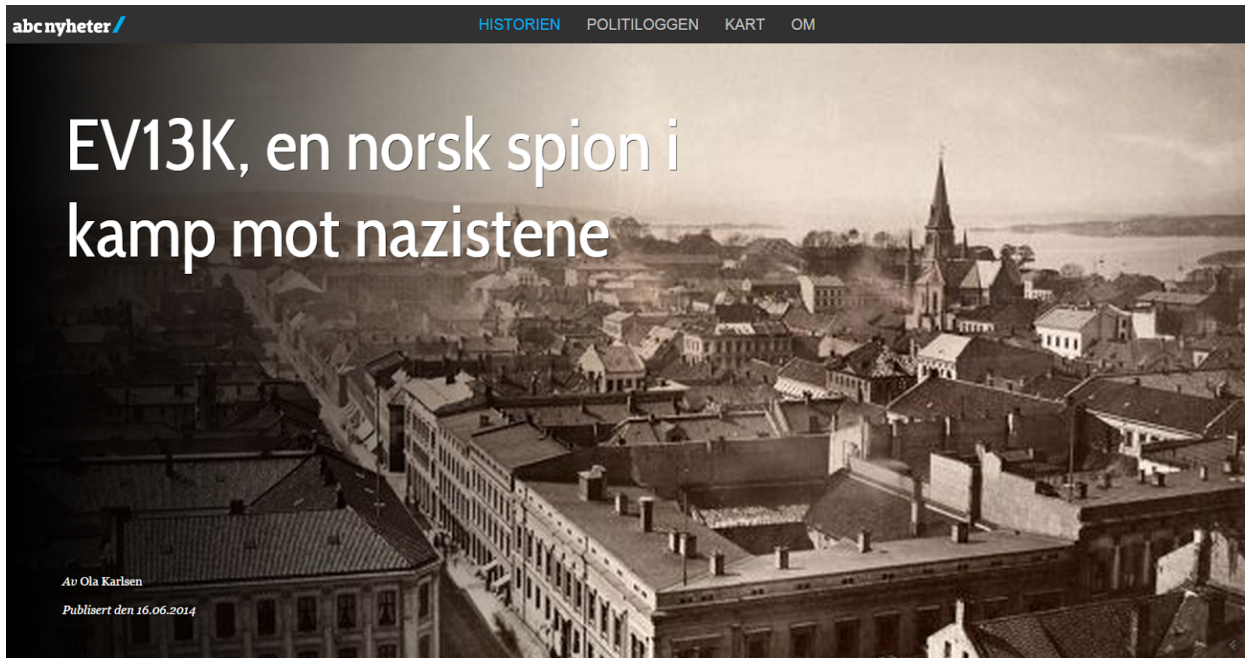 abc nyheter
HISTORIEN POLITILOGGEN KART OM
EV13K, en norsk spion i
kamp mot nazistene
Av Ola Karlsen
Publisert den 16.06.2014